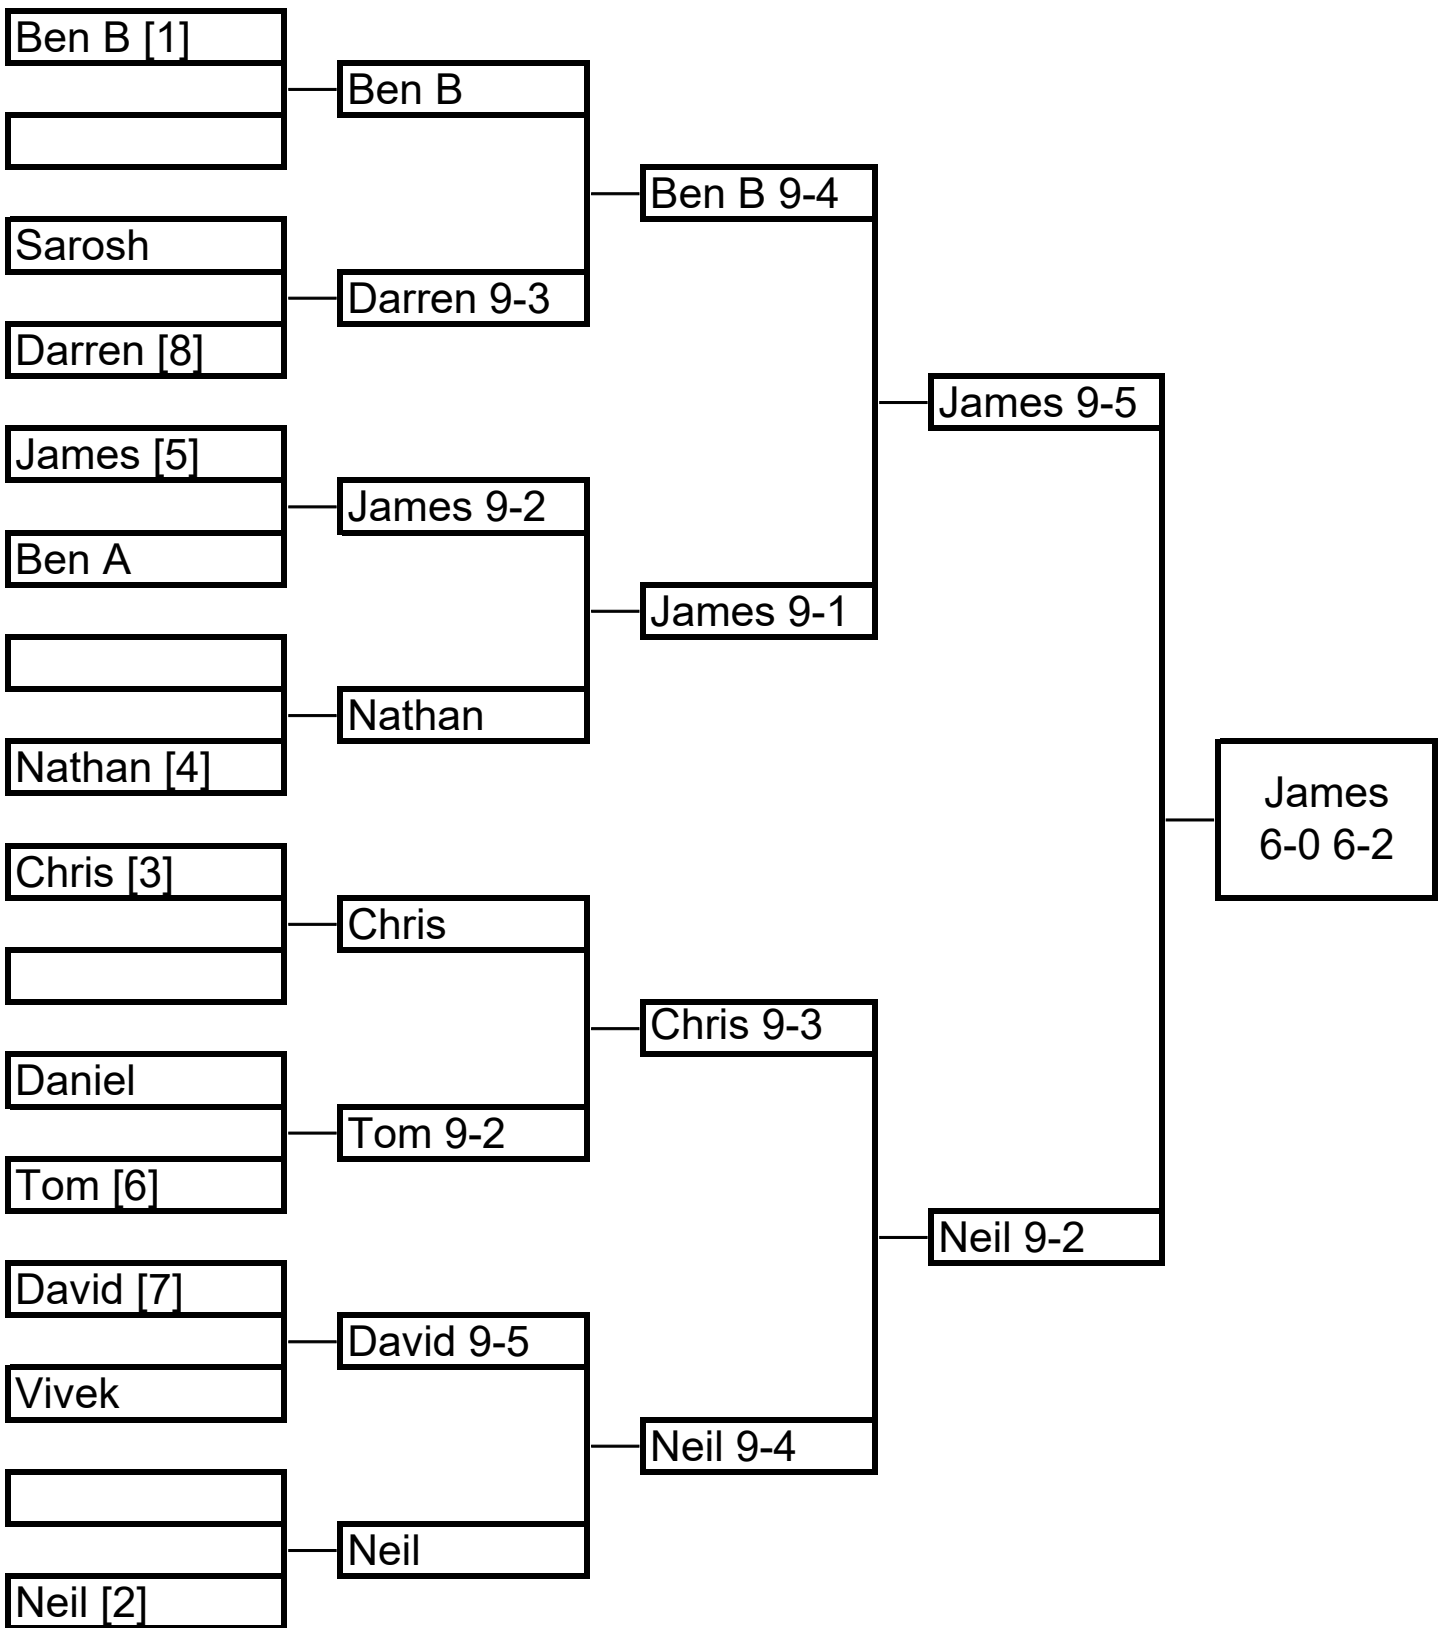 Ben B [1]
Ben B
Ben B 9-4
Sarosh
Darren 9-3
Darren [8]
James 9-5
James [5]
James 9-2
Ben A
James 9-1
Nathan
Nathan [4]
James
6-0 6-2
Chris [3]
Chris
Chris 9-3
Daniel
Tom 9-2
Tom [6]
Neil 9-2
David [7]
David 9-5
Vivek
Neil 9-4
Neil
Neil [2]